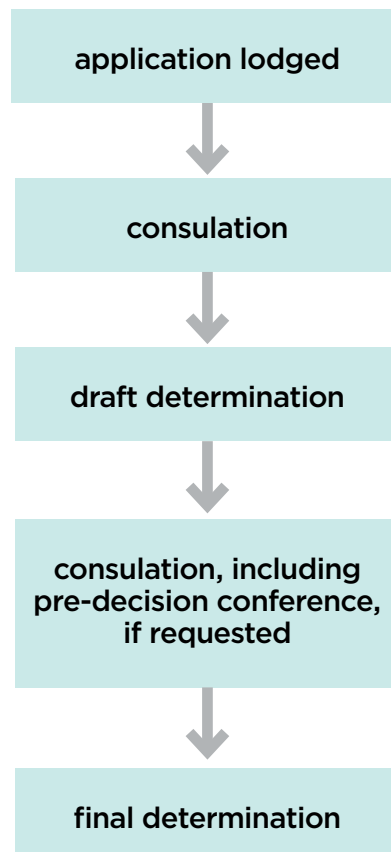 application lodged
consulation
draft determination
consulation, including
pre-decision conference,
if requested
final determination